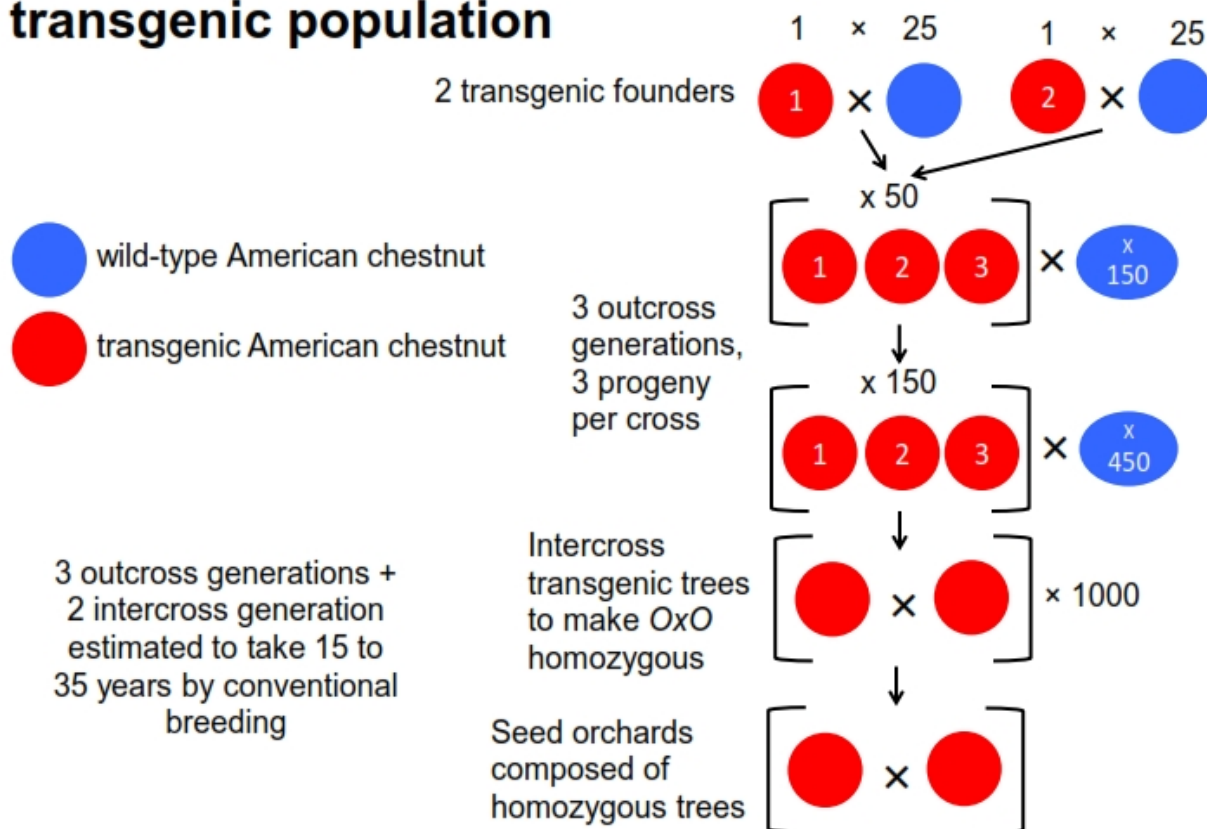 transgenic population
1 × 25
1 × 25
2 transgenic founders
1 ×
2 ×
x 50
wild-type American chestnut
1 2 3 × x 150
3 outcross
generations,
3 progeny
per cross
transgenic American chestnut
x 150
1 2 3 × x 450
Intercross
transgenic trees
to make OxO
homozygous
× × 1000
3 outcross generations +
2 intercross generation
estimated to take 15 to
35 years by conventional
breeding
Seed orchards
composed of
homozygous trees
×